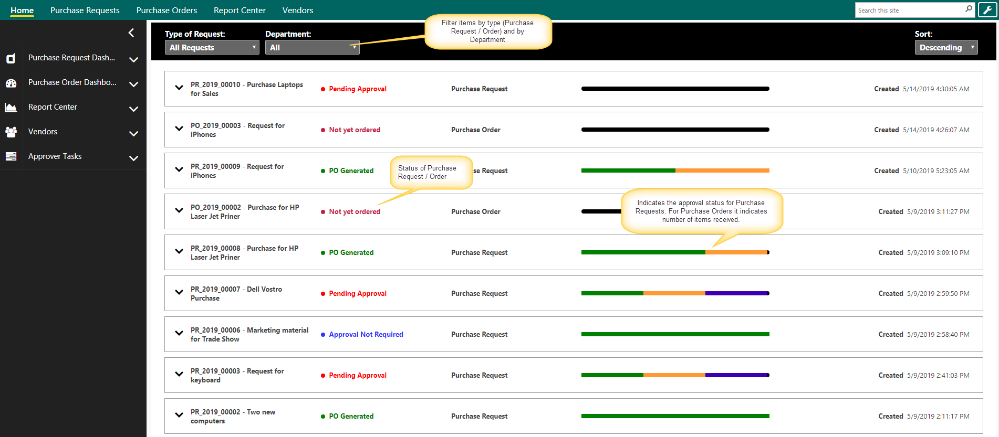 Home Purchase Requests Purchase Orders Report Center Vendors
Search this site
Purchase Request Dash...
Purchase Order Dashbo...
Report Center
Vendors
Approver Tasks
Type of Request: Department: Sort:
All Requests All Descending
Filter items by type (Purchase
Request / Order) and by
Department
PR_2019_00010 - Purchase Laptops
for Sales
Pending Approval Purchase Request Created 5/14/2019 4:30:05 AM
PO_2019_00003 - Request for
iPhones
Not yet ordered Purchase Order Created 5/14/2019 4:26:07 AM
PR_2019_00009 - Request for
iPhones
PO Generated se Request Created 5/10/2019 5:23:05 AM
Status of Purchase
Request / Order
PO_2019_00002 - Purchase for HP
Laser Jet Priner
Not yet ordered Purchase Order Created 5/9/2019 3:11:27 PM
Indicates the approval status for Purchase
Requests. For Purchase Orders it indicates
number of items received.
PR_2019_00008 - Purchase for HP
Laser Jet Priner
PO Generated Purchase Request Created 5/9/2019 3:09:10 PM
PR_2019_00007 - Dell Vostro
Purchase
Pending Approval Purchase Request Created 5/9/2019 2:59:50 PM
PR_2019_00006 - Marketing material
for Trade Show
Approval Not Required Purchase Request Created 5/9/2019 2:58:40 PM
PR_2019_00003 - Request for
keyboard
Pending Approval Purchase Request Created 5/9/2019 2:41:03 PM
PR_2019_00002 - Two new
computers
PO Generated Purchase Request Created 5/9/2019 2:11:17 PM